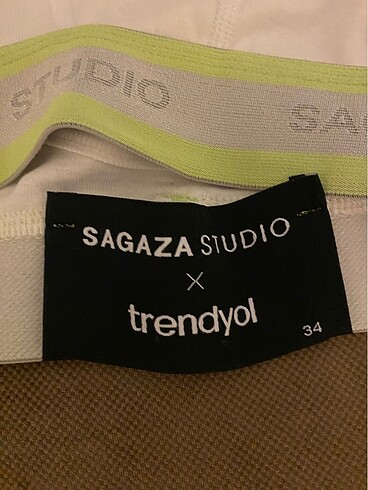 STUDIO SA
SAGAZA STUDIO
X
trendyol
34